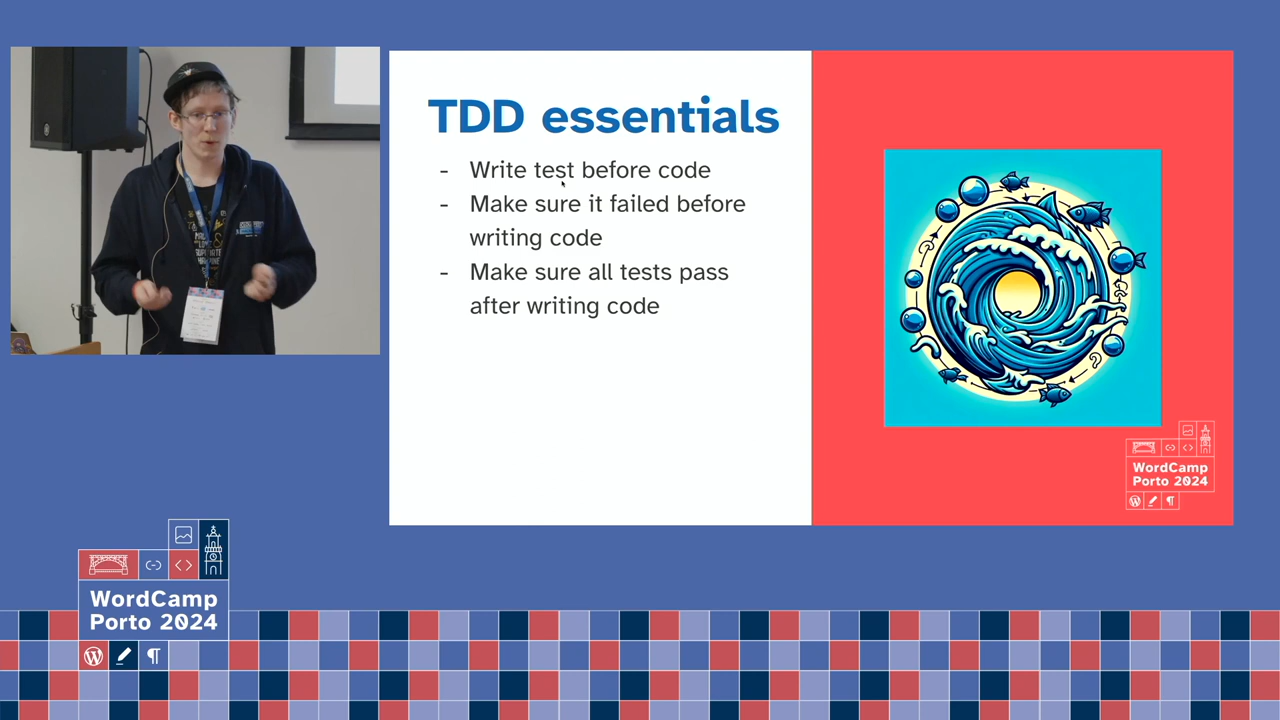 TDD essentials
- Write test before code
- Make sure it failed before
writing code
- Make sure all tests pass
after writing code
WordCamp
Porto 2024
WordCamp
Porto 2024